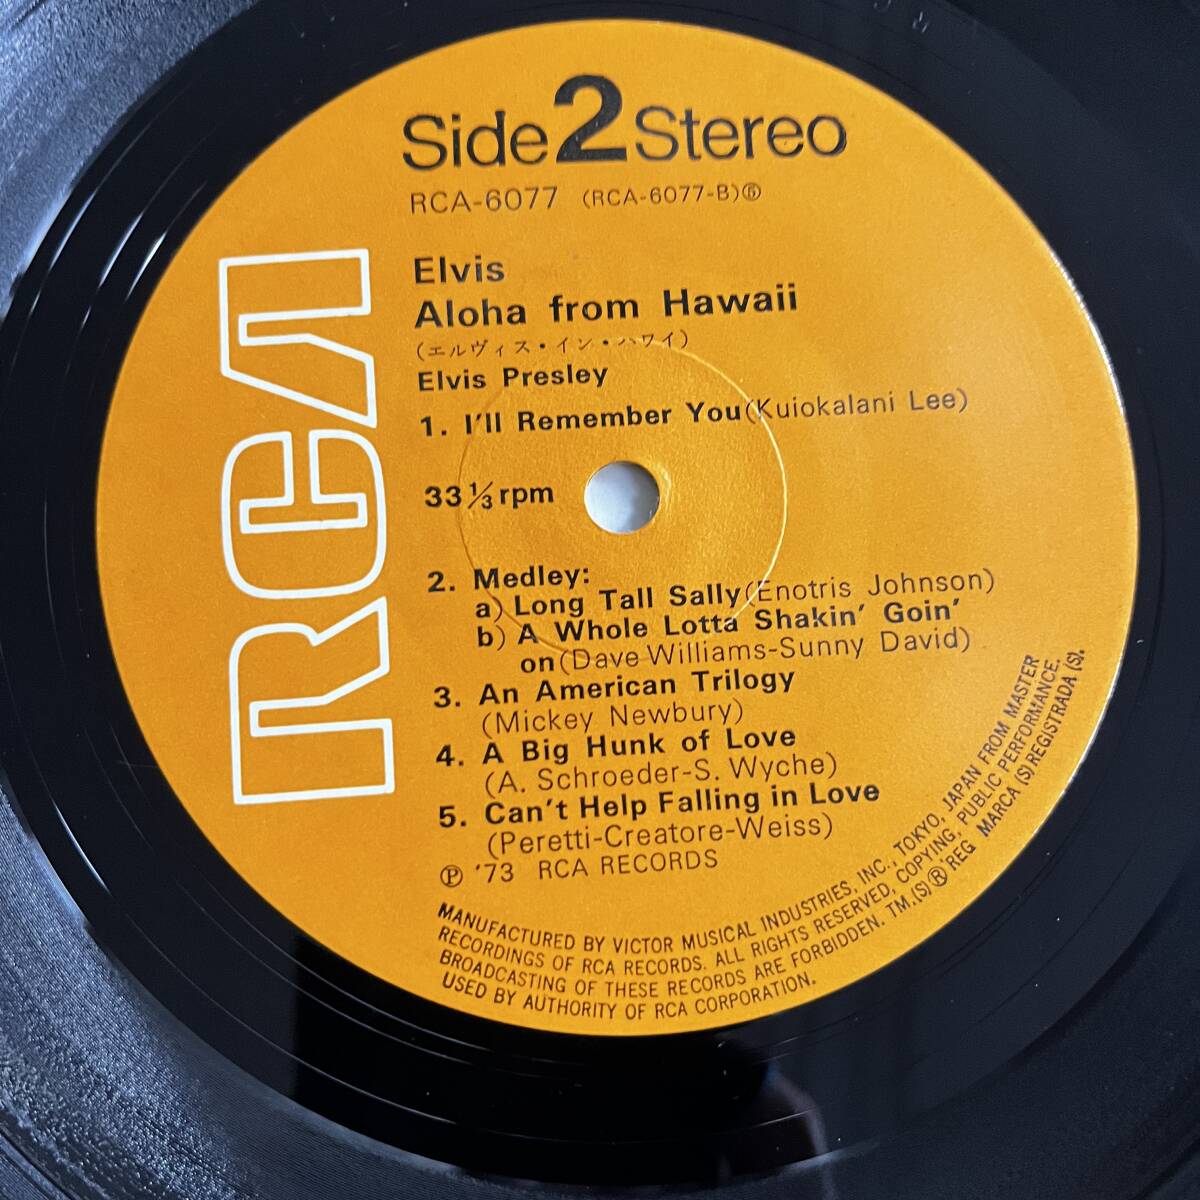 Side 2 Stereo
RCA-6077 (RCA-6077-B)⑤
RCA
Elvis
Aloha from Hawaii
(エルヴィス・イン・ハワイ)
Elvis Presley
1. I'll Remember You(Kuiokalani Lee)
33⅓rpm
2. Medley:
a) Long Tall Sally(Enotris Johnson)
b) A Whole Lotta Shakin' Goin'
on(Dave Williams-Sunny David)
3. An American Trilogy
(Mickey Newbury)
4. A Big Hunk of Love
(A. Schroeder-S. Wyche)
5. Can't Help Falling in Love
(Peretti-Creatore-Weiss)
Ⓟ '73 RCA RECORDS
MANUFACTURED BY VICTOR MUSICAL INDUSTRIES, INC., TOKYO, JAPAN FROM MASTER
RECORDINGS OF RCA RECORDS. ALL RIGHTS RESERVED, COPYING, PUBLIC PERFORMANCE.
BROADCASTING OF THESE RECORDS ARE FORBIDDEN. TM.(S)® REG MARCA (S) REGISTRADA (S).
USED BY AUTHORITY OF RCA CORPORATION.